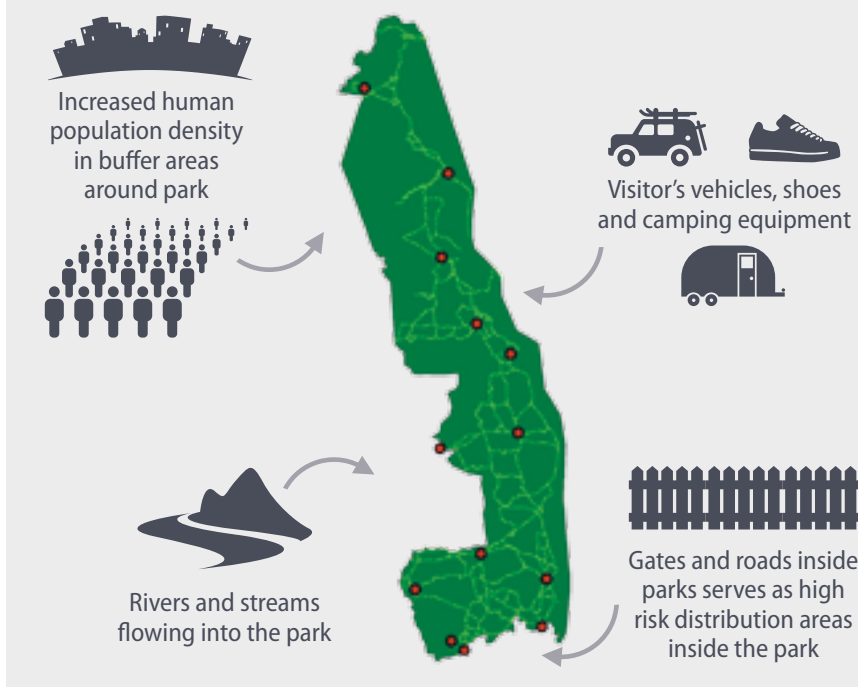 Increased human
population density
in buffer areas
around park
Visitor's vehicles, shoes
and camping equipment
Rivers and streams
flowing into the park
Gates and roads inside
parks serves as high
risk distribution areas
inside the park